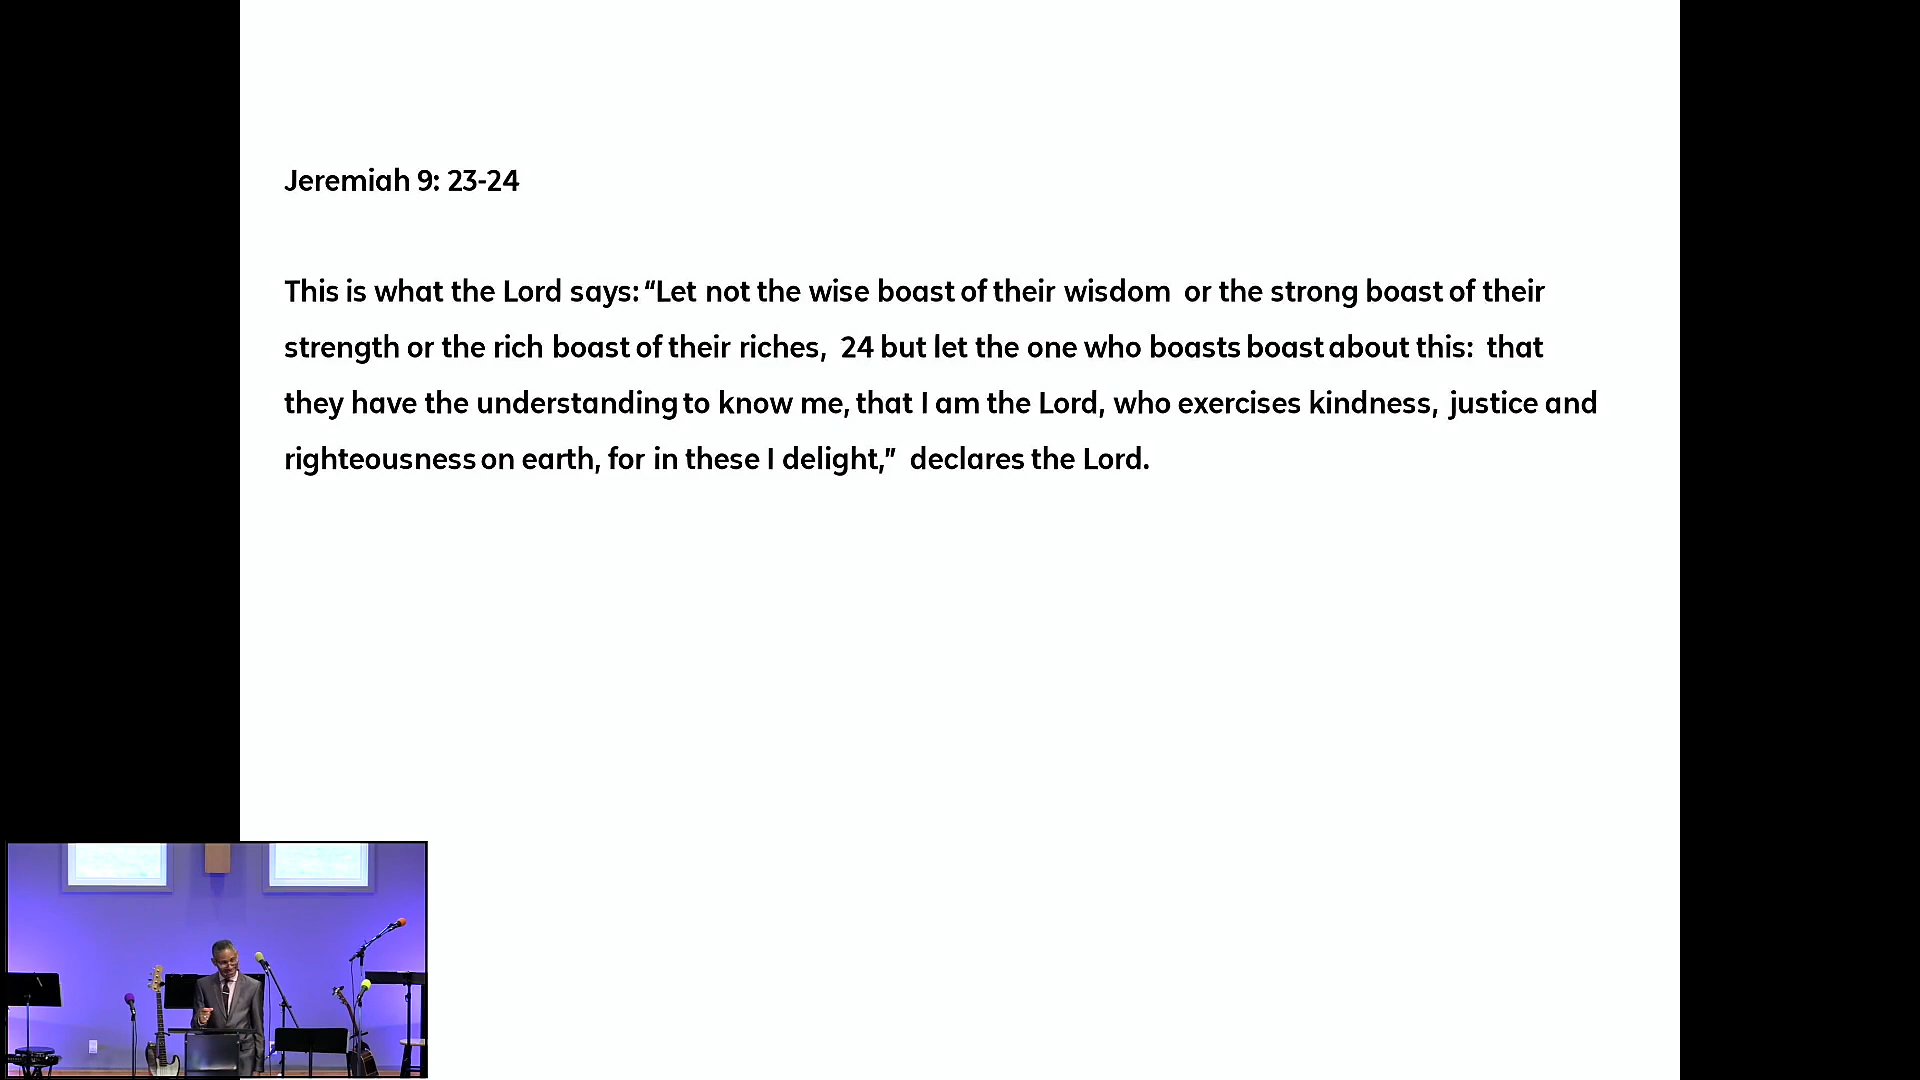 Jeremiah 9: 23-24
This is what the Lord says: “Let not the wise boast of their wisdom or the strong boast of their
strength or the rich boast of their riches, 24 but let the one who boasts boast about this: that
they have the understanding to know me, that I am the Lord, who exercises kindness, justice and
righteousness on earth, for in these I delight,” declares the Lord.